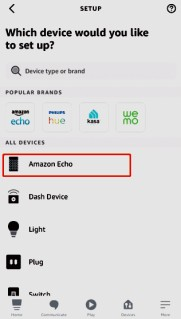 SETUP
Which device would you like
to set up?
Device type or brand
POPULAR BRANDS
amazon
echo
PHILIPS
hue
kasa
wemo
ALL DEVICES
Amazon Echo
Dash Device
Light
Plug
Switch
Home Communicate Play Devices More